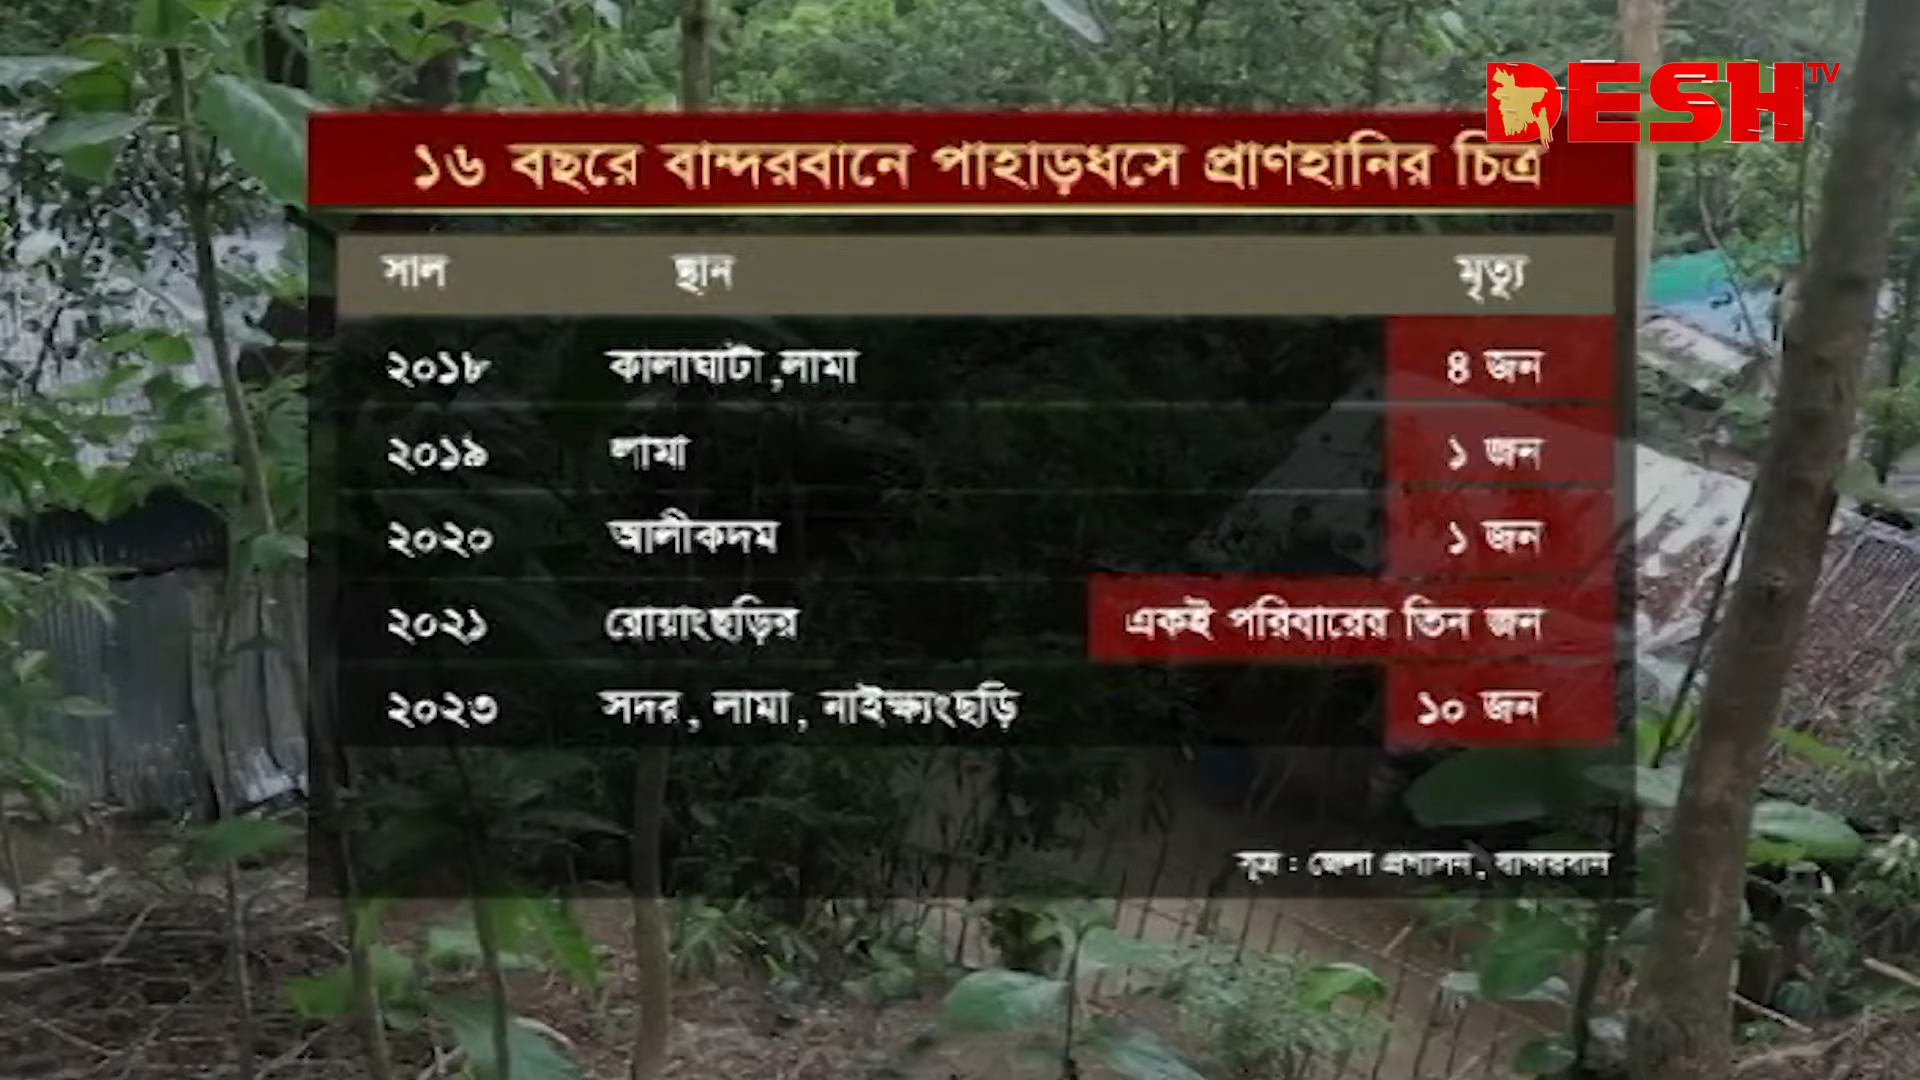 DESH TV
১৬ বছরে বান্দরবানে পাহাড়ধসে প্রাণহানির চিত্র
সাল স্থান মৃত্যু
২০১৮ কালাঘাটা ,লামা ৪ জন
২০১৯ লামা ১ জন
২০২০ আলীকদম ১ জন
২০২১ রোয়াংছড়ির একই পরিবারের তিন জন
২০২৩ সদর, লামা, নাইক্ষ্যংছড়ি ১০ জন
সূত্র : জেলা প্রশাসন, বান্দরবান